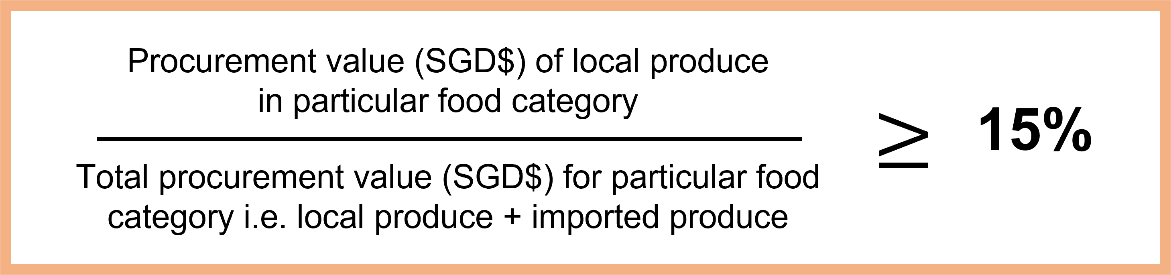 Procurement value (SGD$) of local produce
in particular food category
≥ 15%
Total procurement value (SGD$) for particular food
category i.e. local produce + imported produce